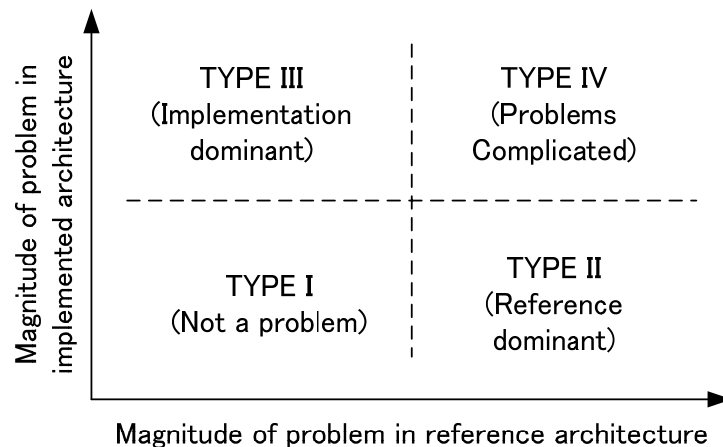 Magnitude of problem in
implemented architecture
TYPE III
(Implementation
dominant)
TYPE IV
(Problems
Complicated)
TYPE I
(Not a problem)
TYPE II
(Reference
dominant)
Magnitude of problem in reference architecture